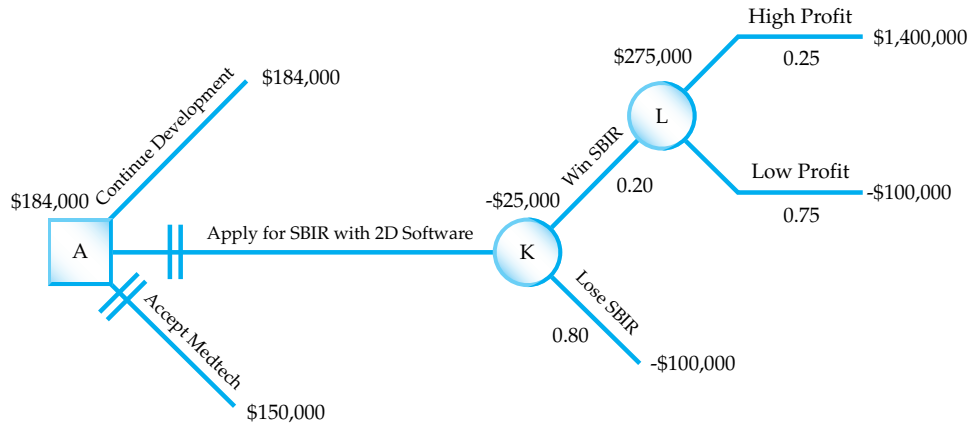 High Profit
$1,400,000
0.25
$275,000
L
$184,000
Continue Development
Win SBIR
Low Profit
-$100,000
0.75
0.20
$184,000
-$25,000
A
Apply for SBIR with 2D Software
K
Lose SBIR
0.80
-$100,000
Accept Medtech
$150,000